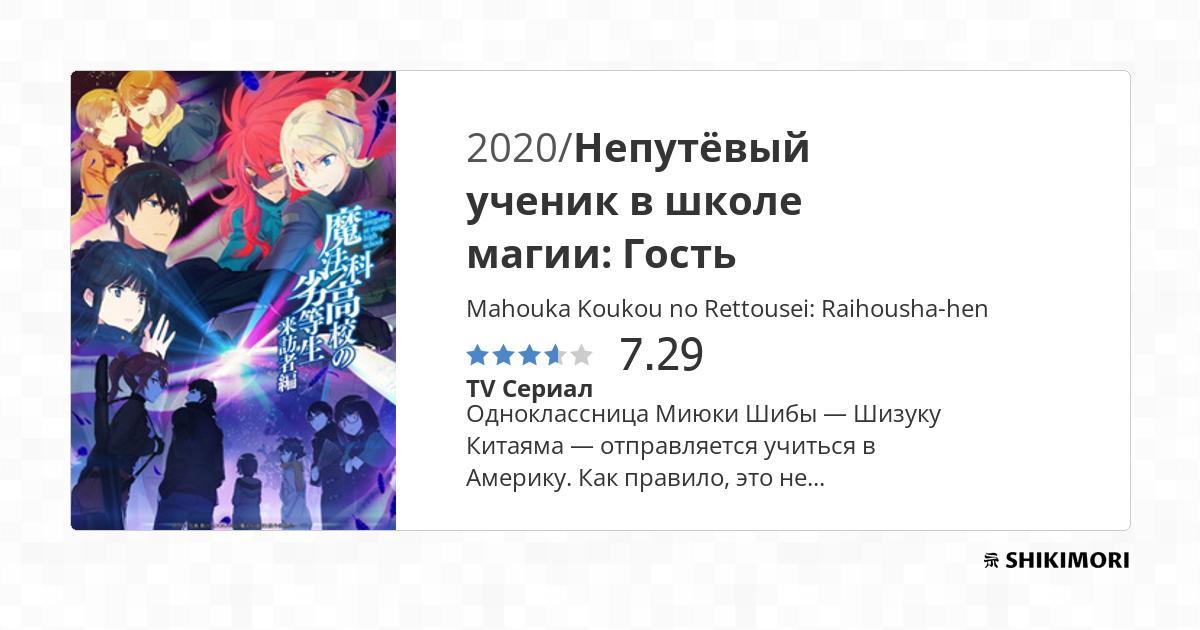 The
irregular
at magic
high
school
魔法科高校の
劣等生
来訪者編
2020/Непутёвый
ученик в школе
магии: Гость
Mahouka Koukou no Rettousei: Raihousha-hen
7.29
TV Сериал
Одноклассница Миюки Шибы — Шизуку
Китаяма — отправляется учиться в
Америку. Как правило, это не...
SHIKIMORI